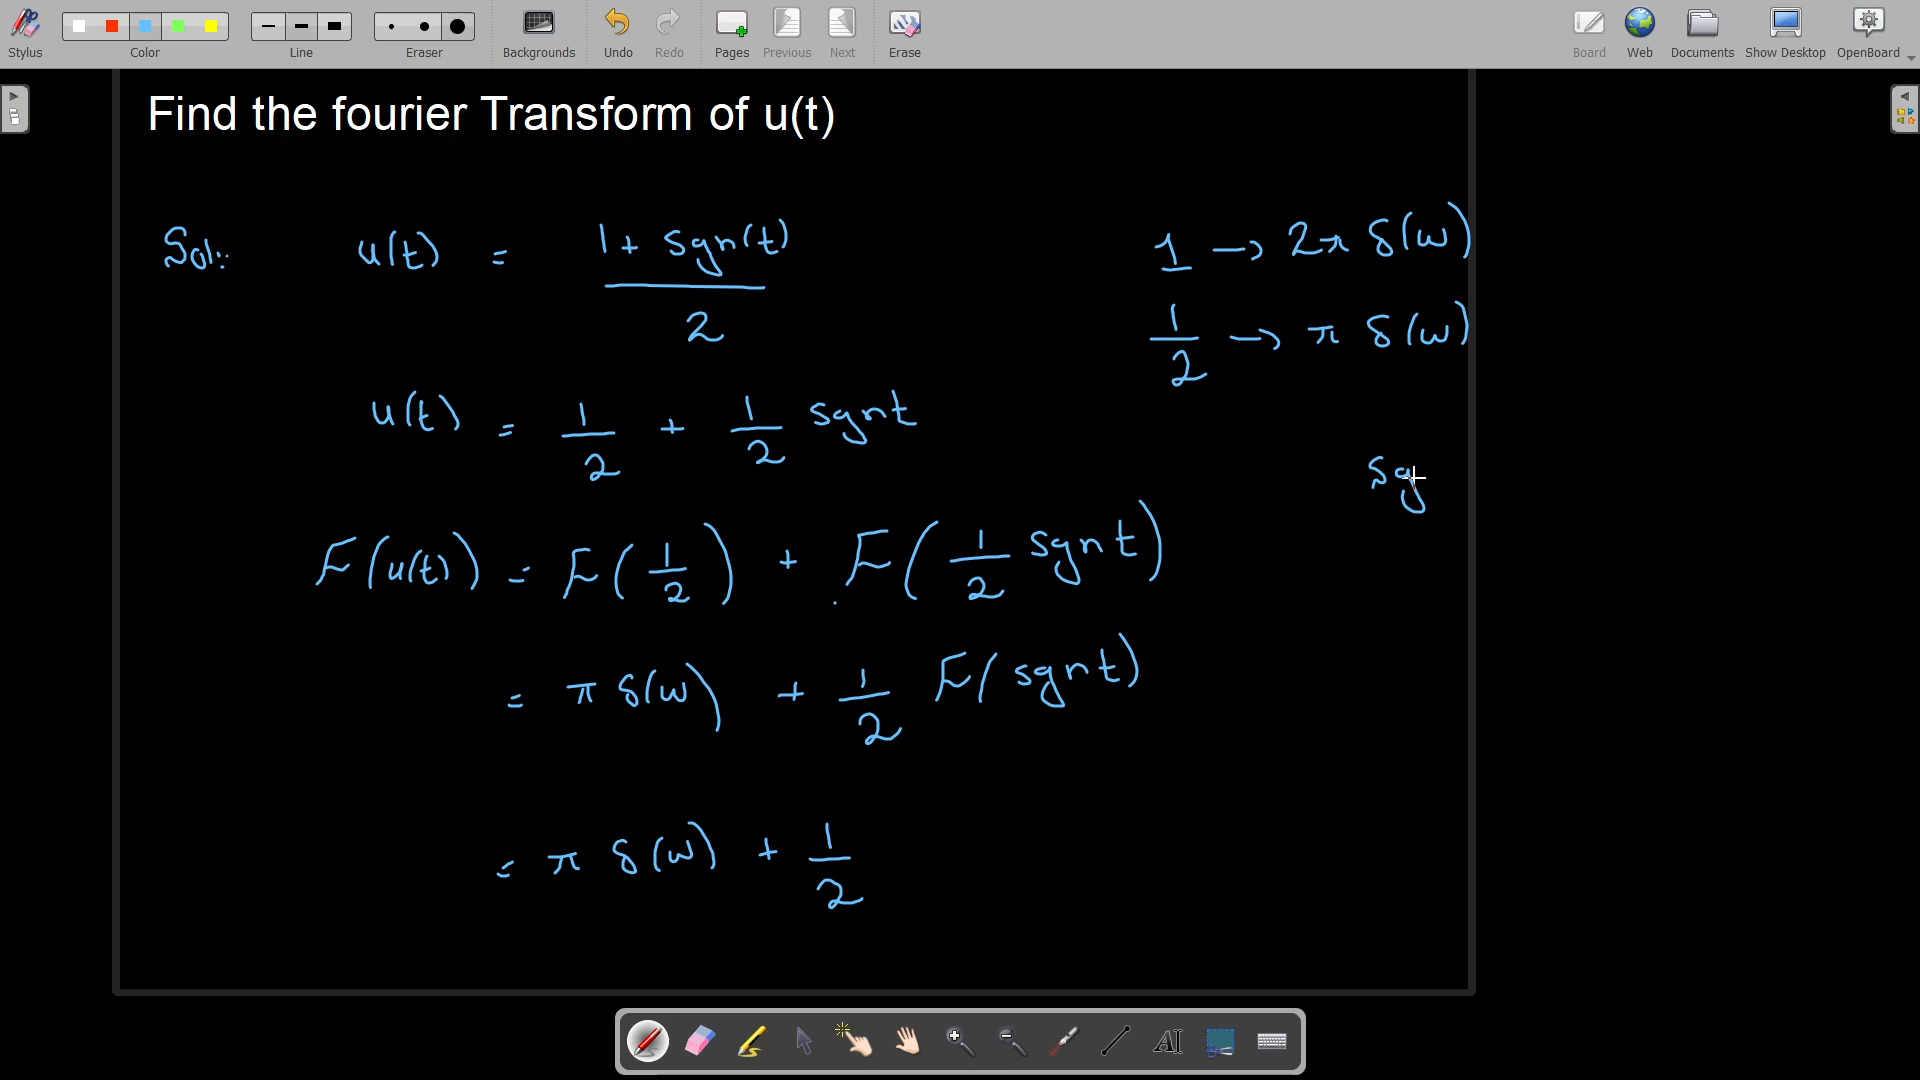 Stylus Color Line Eraser Backgrounds Undo Redo Pages Previous Next Erase Board Web Documents Show Desktop OpenBoard
Find the fourier Transform of u(t)
Sol: u(t) = 1 + sgn(t) / 2
1 → 2π δ(ω)
1/2 → π δ(ω)
u(t) = 1/2 + 1/2 sgnt
sg
F(u(t)) = F(1/2) + F(1/2 sgnt)
= π δ(ω) + 1/2 F(sgnt)
= π δ(ω) + 1/2